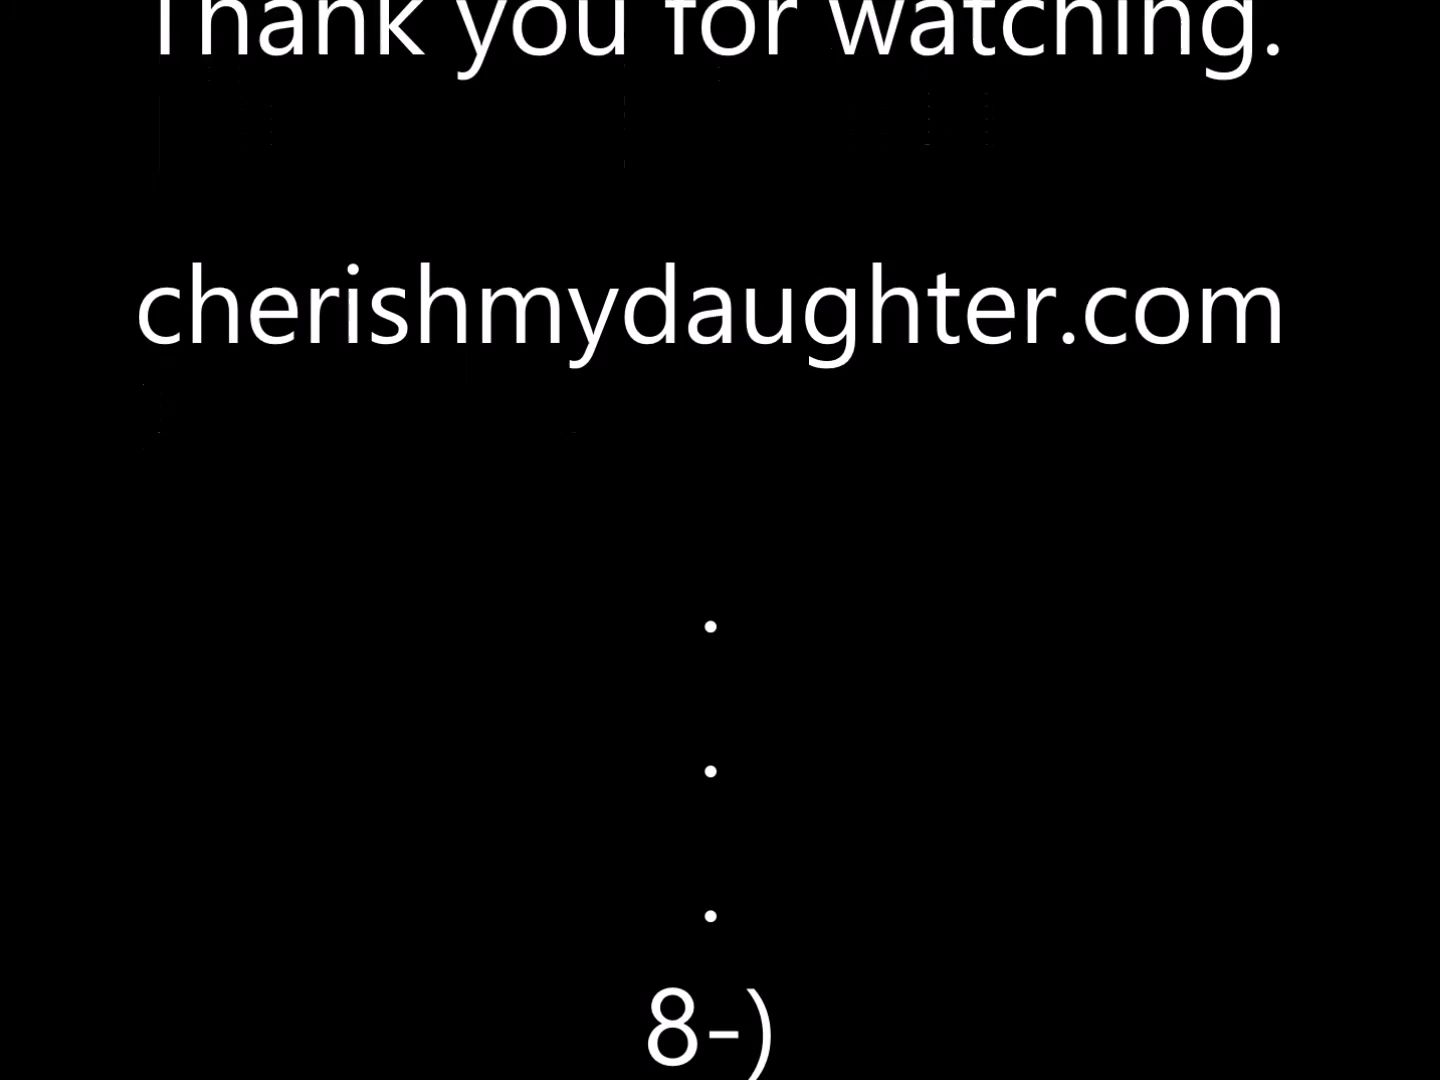 Thank you for watching.
cherishmydaughter.com
.
.
.
8-)